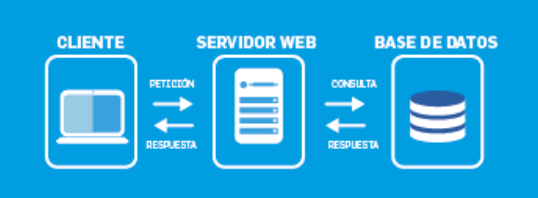 CLIENTE
SERVIDOR WEB
BASE DE DATOS
PETICIÓN
CONSULTA
RESPUESTA
RESPUESTA